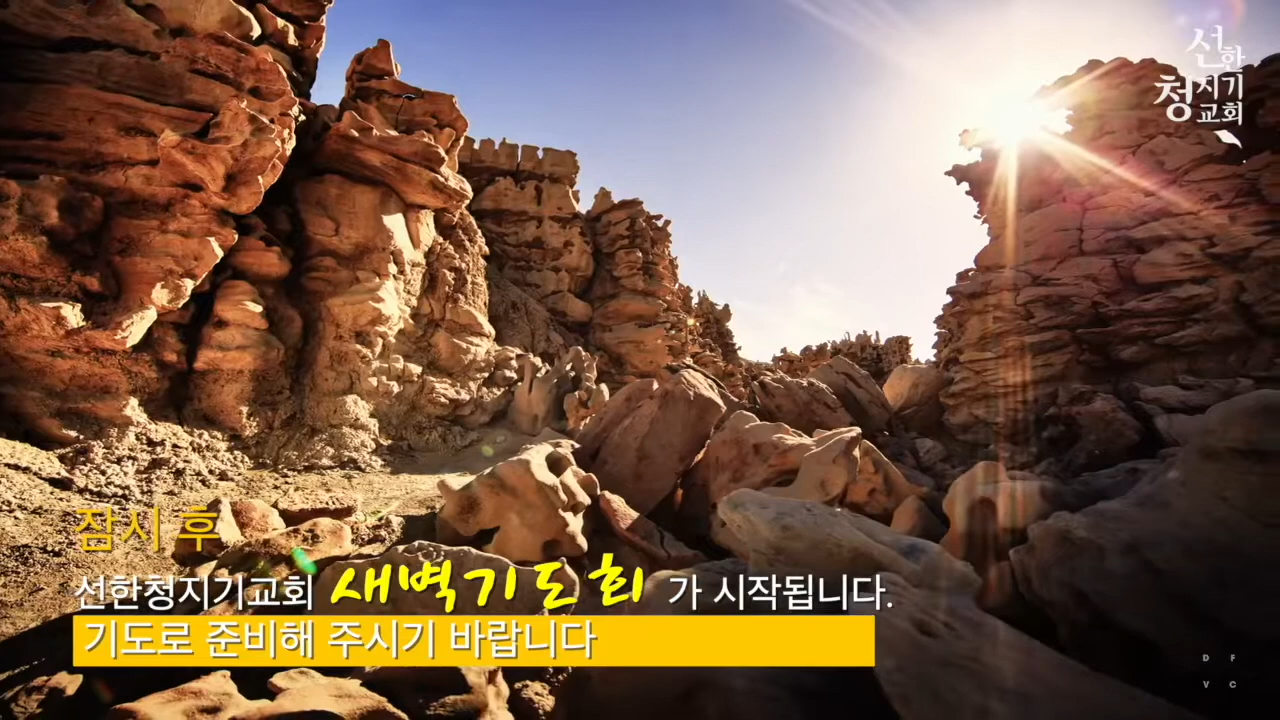 선한
청지기
교회
잠시 후
선한청지기교회 새벽기도회 가 시작됩니다.
기도로 준비해 주시기 바랍니다
D F
V C